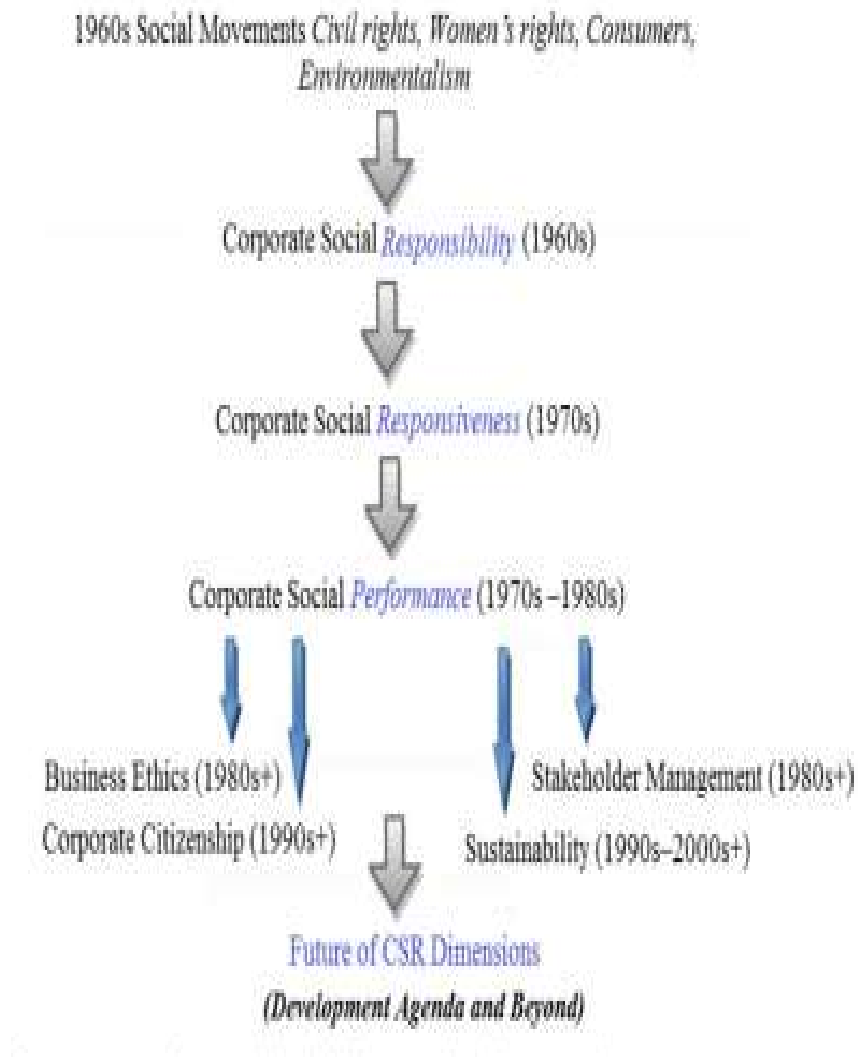 1960s Social Movements Civil rights, Women's rights, Consumers,
Environmentalism
Corporate Social Responsibility (1960s)
Corporate Social Responsiveness (1970s)
Corporate Social Performance (1970s –1980s)
Business Ethics (1980s+)
Stakeholder Management (1980s+)
Corporate Citizenship (1990s+)
Sustainability (1990s–2000s+)
Future of CSR Dimensions
(Development Agenda and Beyond)